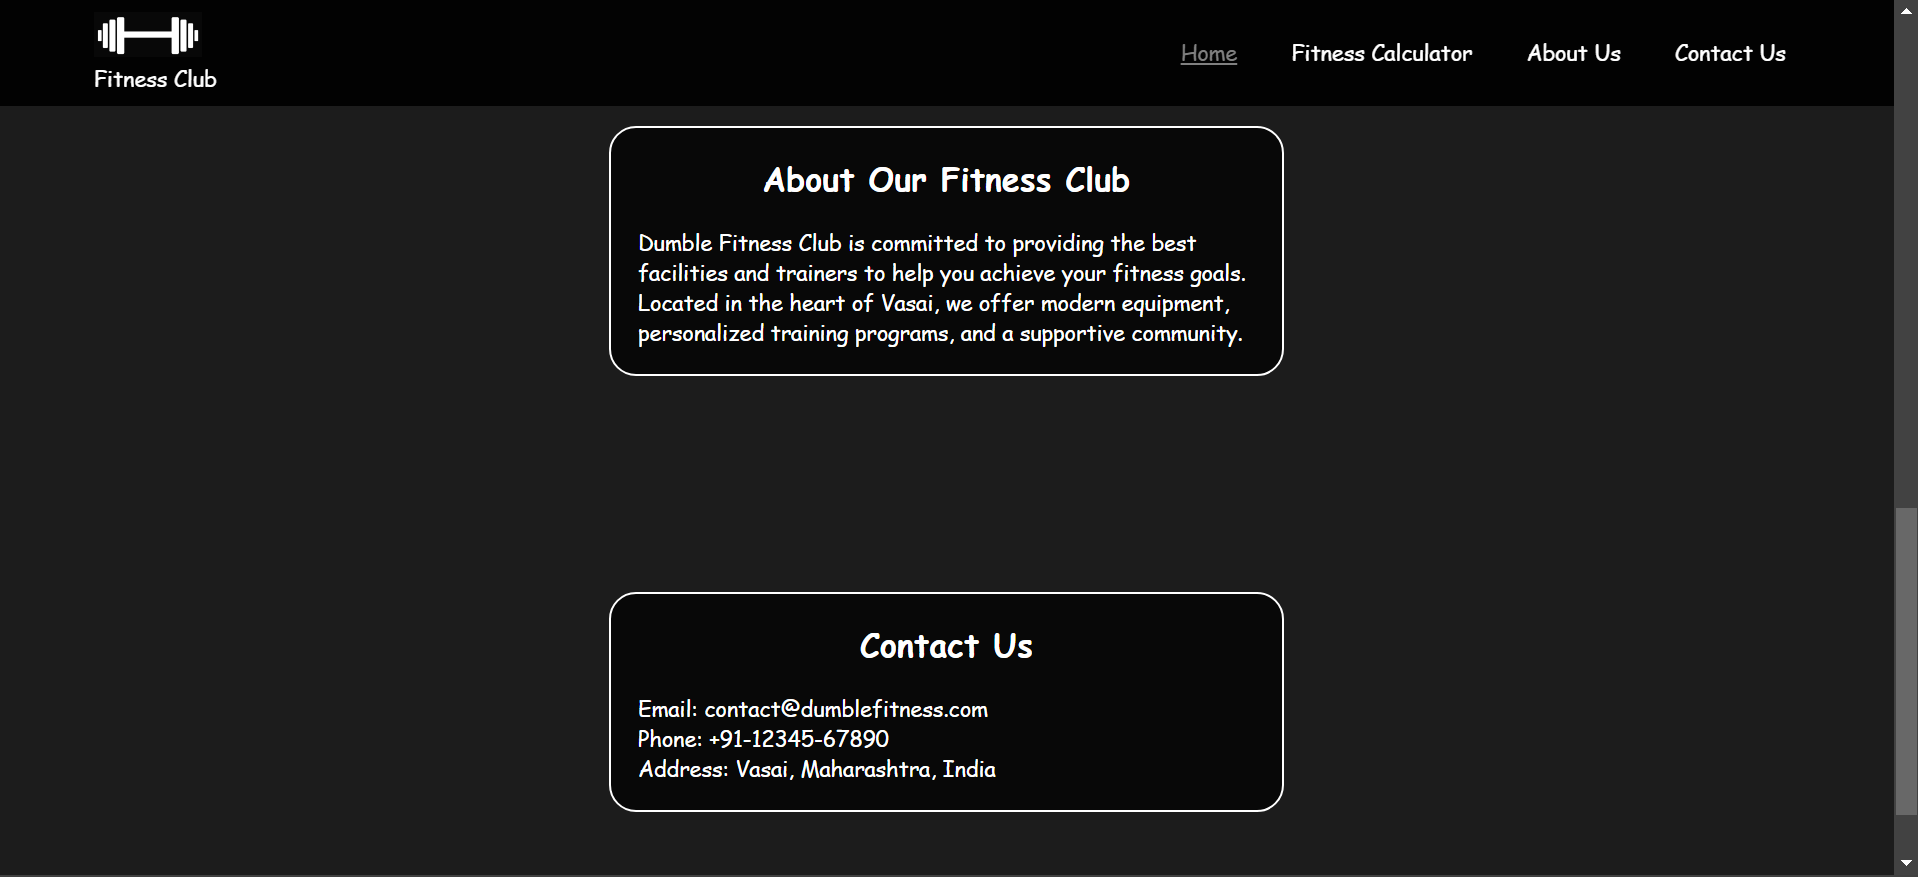 Fitness Club
Home
Fitness Calculator
About Us
Contact Us
About Our Fitness Club
Dumble Fitness Club is committed to providing the best
facilities and trainers to help you achieve your fitness goals.
Located in the heart of Vasai, we offer modern equipment,
personalized training programs, and a supportive community.
Contact Us
Email: contact@dumblefitness.com
Phone: +91-12345-67890
Address: Vasai, Maharashtra, India